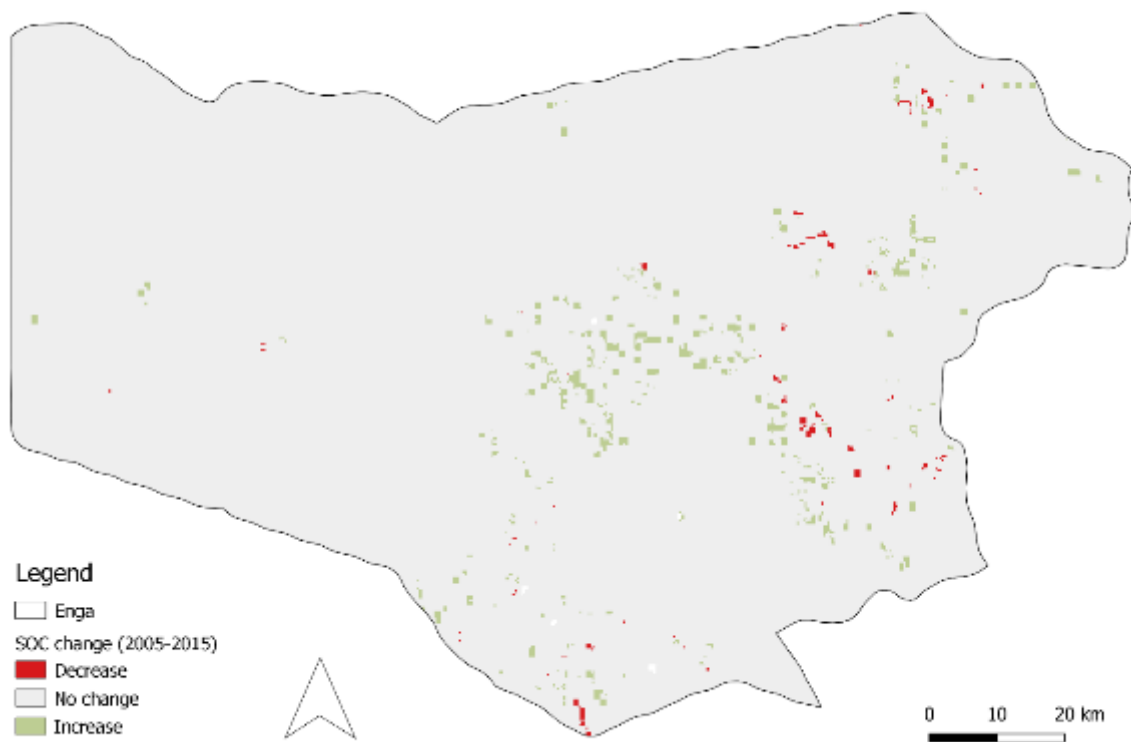 Legend
Enga
SOC change (2005-2015)
Decrease
No change
Increase
0 10 20 km